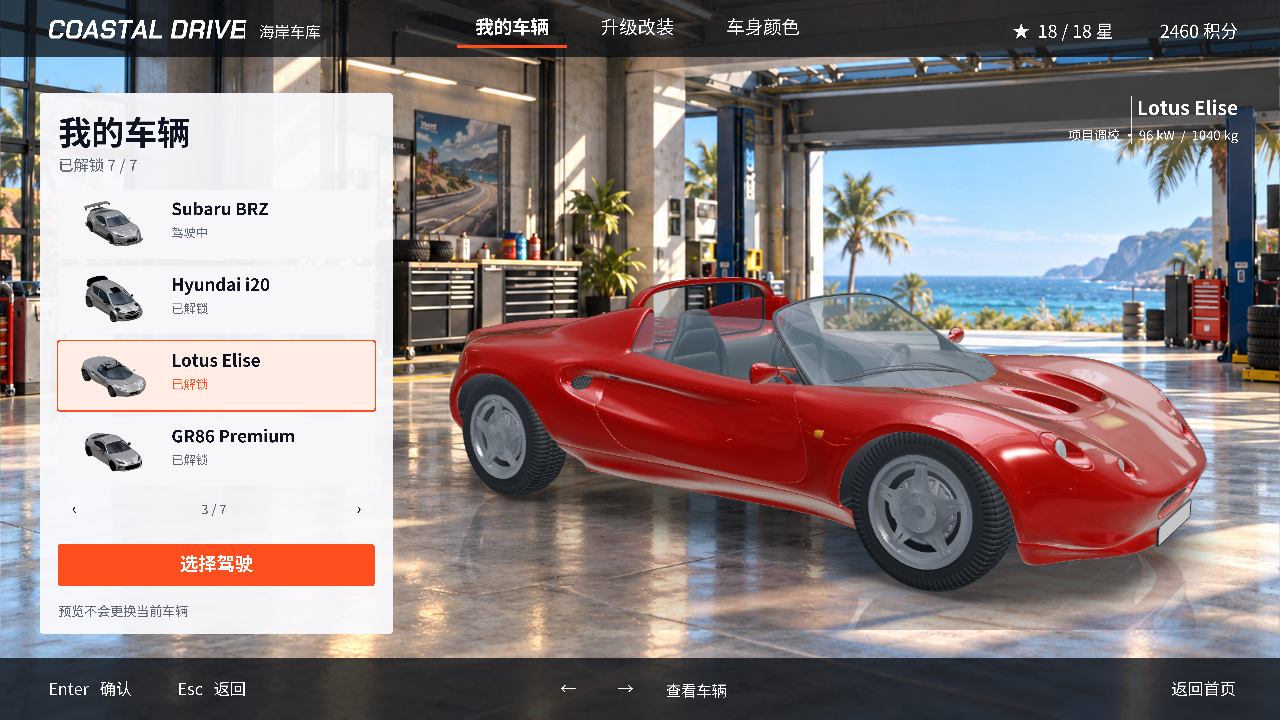 COASTAL DRIVE 海岸车库
我的车辆 升级改装 车身颜色
★ 18 / 18 星 2460 积分
我的车辆
已解锁 7 / 7
Subaru BRZ
驾驶中
Hyundai i20
已解锁
Lotus Elise
已解锁
GR86 Premium
已解锁
‹ 3 / 7 ›
选择驾驶
预览不会更换当前车辆
Lotus Elise
项目调校 · 96 kW / 1040 kg
Enter 确认 Esc 返回 ← → 查看车辆 返回首页